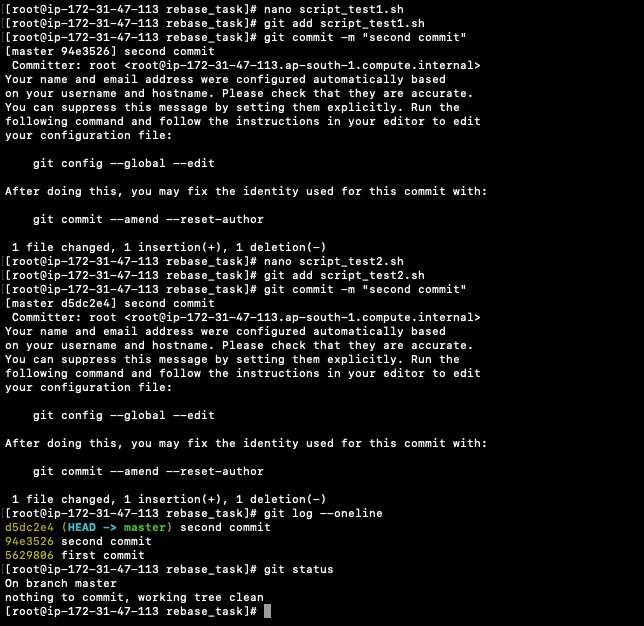 [[root@ip-172-31-47-113 rebase_task]# nano script_test1.sh
[[root@ip-172-31-47-113 rebase_task]# git add script_test1.sh
[[root@ip-172-31-47-113 rebase_task]# git commit -m "second commit"
[master 94e3526] second commit
 Committer: root <root@ip-172-31-47-113.ap-south-1.compute.internal>
Your name and email address were configured automatically based
on your username and hostname. Please check that they are accurate.
You can suppress this message by setting them explicitly. Run the
following command and follow the instructions in your editor to edit
your configuration file:

    git config --global --edit

After doing this, you may fix the identity used for this commit with:

    git commit --amend --reset-author

 1 file changed, 1 insertion(+), 1 deletion(-)
[[root@ip-172-31-47-113 rebase_task]# nano script_test2.sh
[[root@ip-172-31-47-113 rebase_task]# git add script_test2.sh
[[root@ip-172-31-47-113 rebase_task]# git commit -m "second commit"
[master d5dc2e4] second commit
 Committer: root <root@ip-172-31-47-113.ap-south-1.compute.internal>
Your name and email address were configured automatically based
on your username and hostname. Please check that they are accurate.
You can suppress this message by setting them explicitly. Run the
following command and follow the instructions in your editor to edit
your configuration file:

    git config --global --edit

After doing this, you may fix the identity used for this commit with:

    git commit --amend --reset-author

 1 file changed, 1 insertion(+), 1 deletion(-)
[[root@ip-172-31-47-113 rebase_task]# git log --oneline
d5dc2e4 (HEAD -> master) second commit
94e3526 second commit
5629806 first commit
[[root@ip-172-31-47-113 rebase_task]# git status
On branch master
nothing to commit, working tree clean
[root@ip-172-31-47-113 rebase_task]#